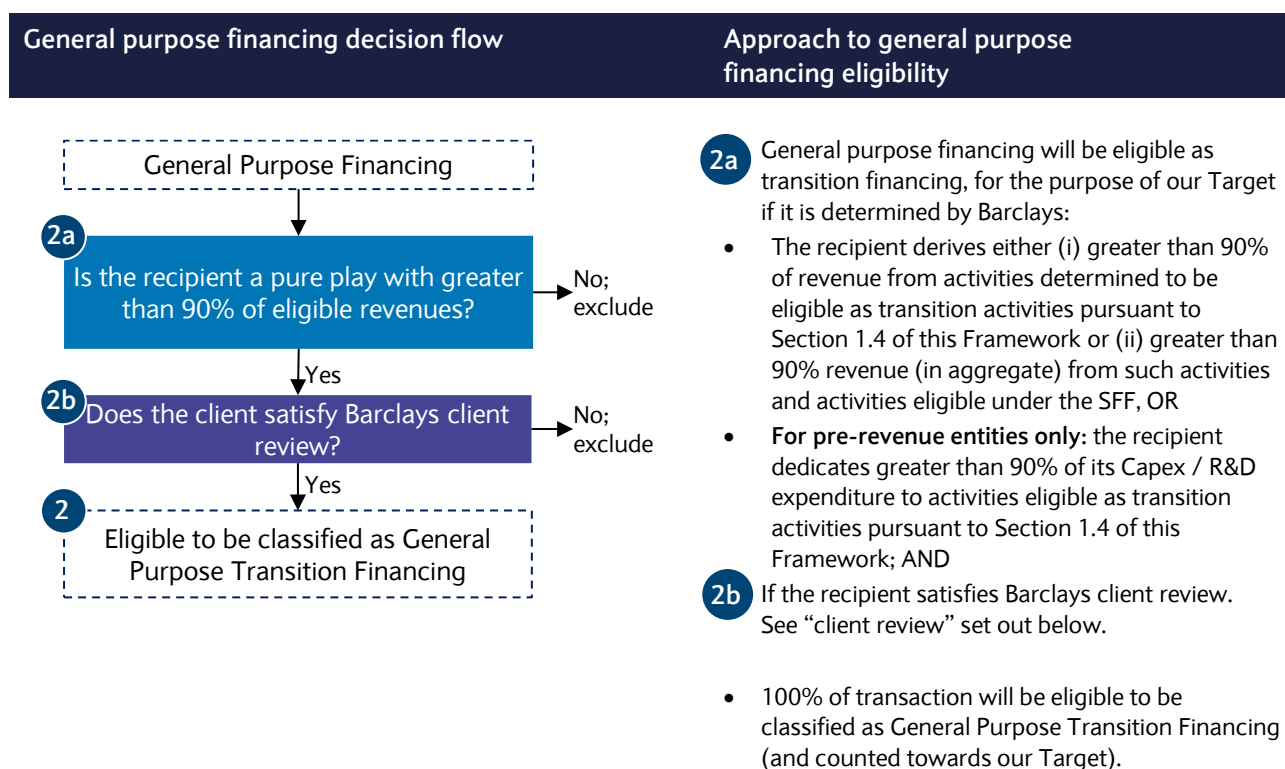 General purpose financing decision flow
Approach to general purpose
financing eligibility
General Purpose Financing
2a
Is the recipient a pure play with greater
than 90% of eligible revenues?
No;
exclude
Yes
2b
Does the client satisfy Barclays client
review?
No;
exclude
Yes
2
Eligible to be classified as General
Purpose Transition Financing
2a
General purpose financing will be eligible as
transition financing, for the purpose of our Target
if it is determined by Barclays:
• The recipient derives either (i) greater than 90%
of revenue from activities determined to be
eligible as transition activities pursuant to
Section 1.4 of this Framework or (ii) greater than
90% revenue (in aggregate) from such activities
and activities eligible under the SFF, OR
• For pre-revenue entities only: the recipient
dedicates greater than 90% of its Capex / R&D
expenditure to activities eligible as transition
activities pursuant to Section 1.4 of this
Framework; AND
2b
If the recipient satisfies Barclays client review.
See “client review” set out below.
• 100% of transaction will be eligible to be
classified as General Purpose Transition Financing
(and counted towards our Target).